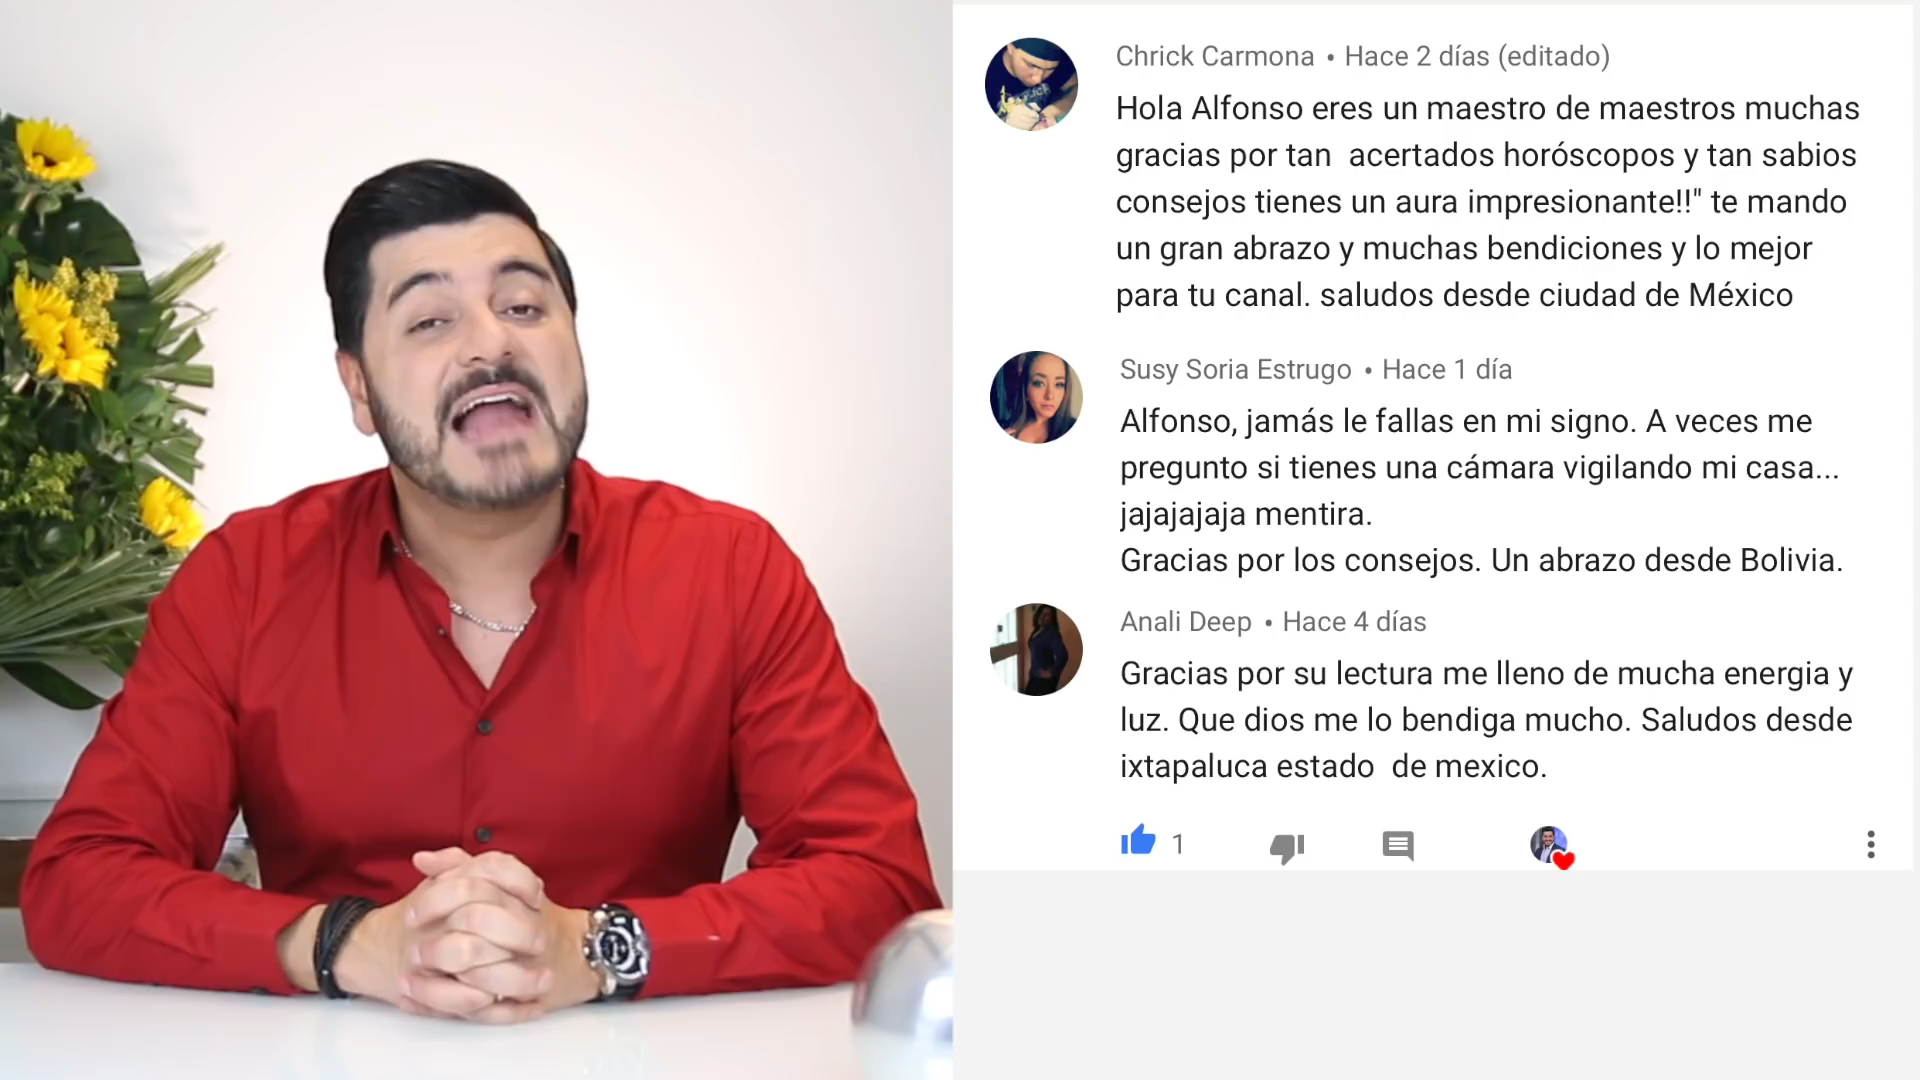 Chrick Carmona • Hace 2 días (editado)
Hola Alfonso eres un maestro de maestros muchas
gracias por tan  acertados horóscopos y tan sabios
consejos tienes un aura impresionante!!" te mando
un gran abrazo y muchas bendiciones y lo mejor
para tu canal. saludos desde ciudad de México
Susy Soria Estrugo • Hace 1 día
Alfonso, jamás le fallas en mi signo. A veces me
pregunto si tienes una cámara vigilando mi casa...
jajajajaja mentira.
Gracias por los consejos. Un abrazo desde Bolivia.
Anali Deep • Hace 4 días
Gracias por su lectura me lleno de mucha energia y
luz. Que dios me lo bendiga mucho. Saludos desde
ixtapaluca estado  de mexico.
1